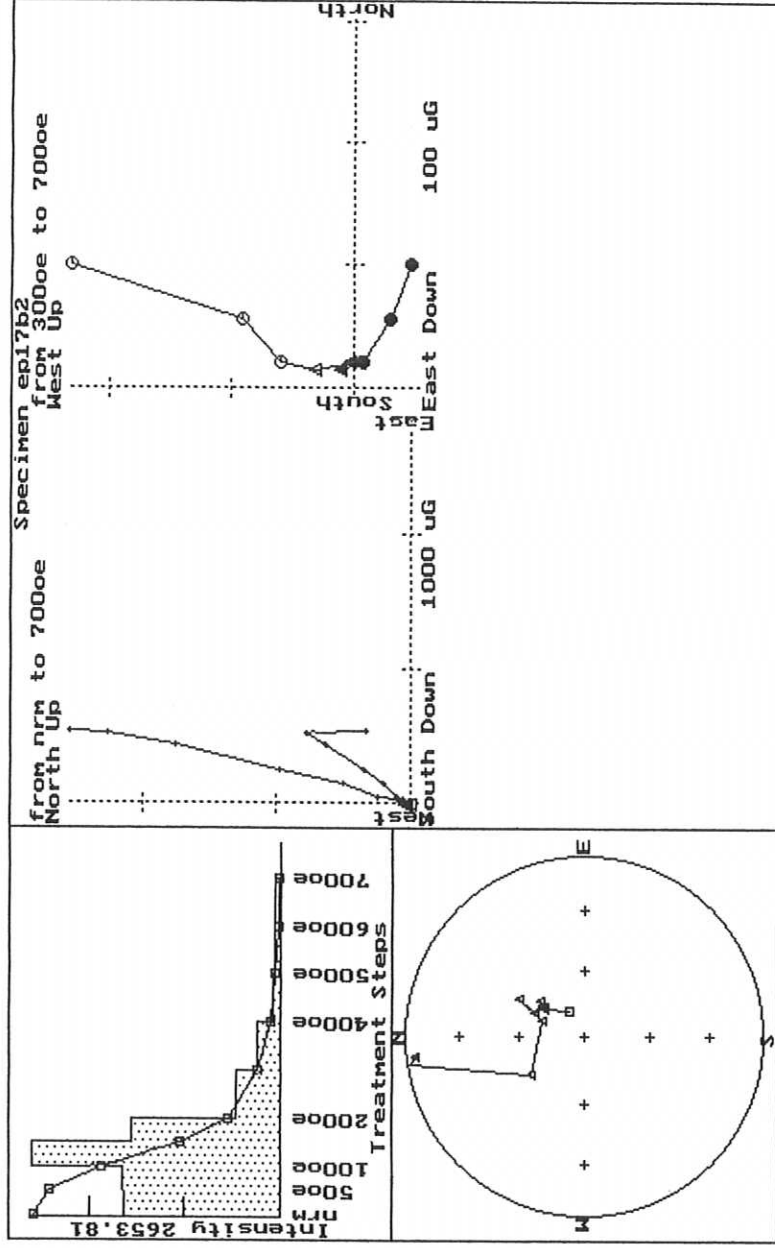 Specimen ep17b2
from nrm to 700oe
North Up
from 300oe to 700oe
West Up
Intensity 2653.81
nrm
50oe
100oe
200oe
400oe
500oe
600oe
700oe
Treatment Steps
West
South Down
1000 uG
East
South
East Down
100 uG
North
N
E
S
W